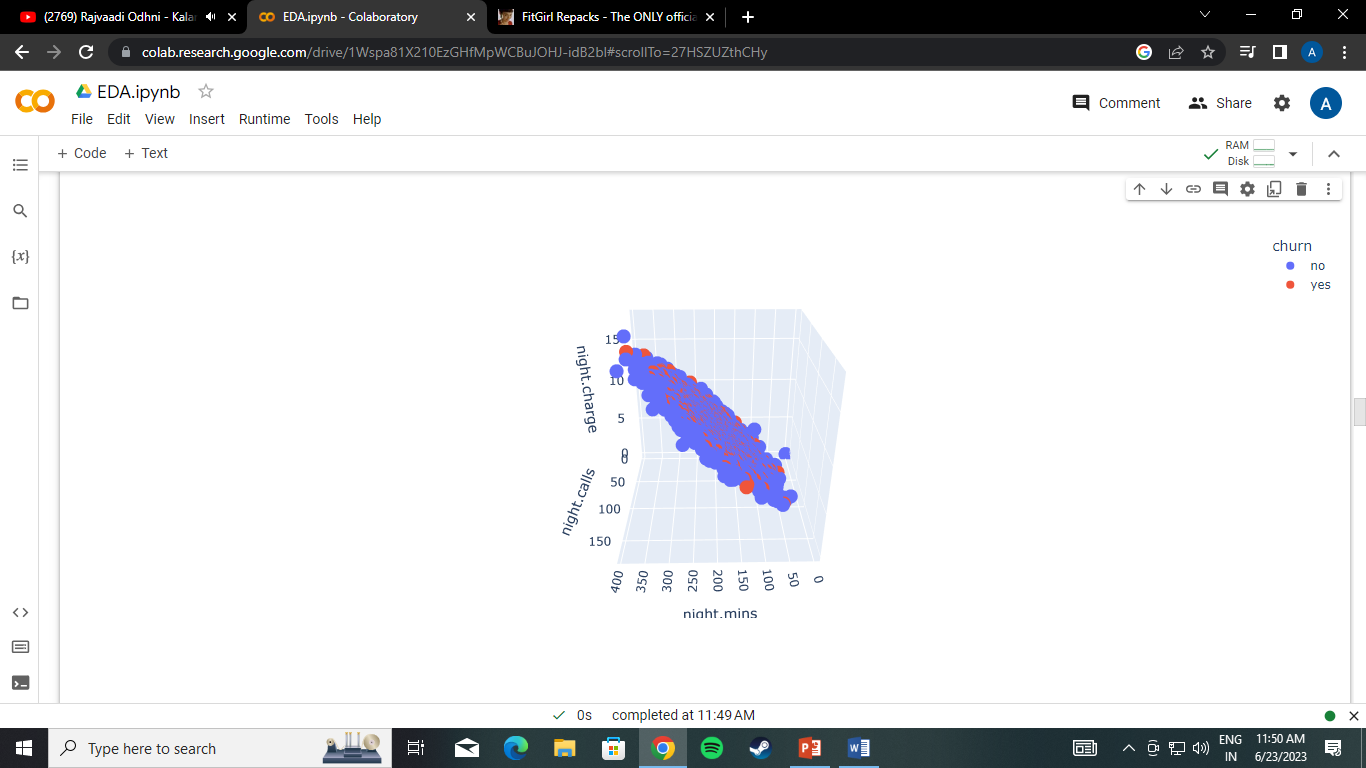 (2769) Rajvaadi Odhni - Kalan
EDA.ipynb - Colaboratory
FitGirl Repacks - The ONLY officia
colab.research.google.com/drive/1Wspa81X210EzGHfMpWCBuJOHJ-idB2bl#scrollTo=27HSZUZthCHy
A
EDA.ipynb
File Edit View Insert Runtime Tools Help
Comment
Share
A
+ Code + Text
RAM
Disk
{x}
churn
no
yes
15
10
5
0
night.charge
0
50
100
150
night.calls
400 350 300 250 200 150 100 50 0
night.mins
0s completed at 11:49 AM
Type here to search
ENG
IN
11:50 AM
6/23/2023